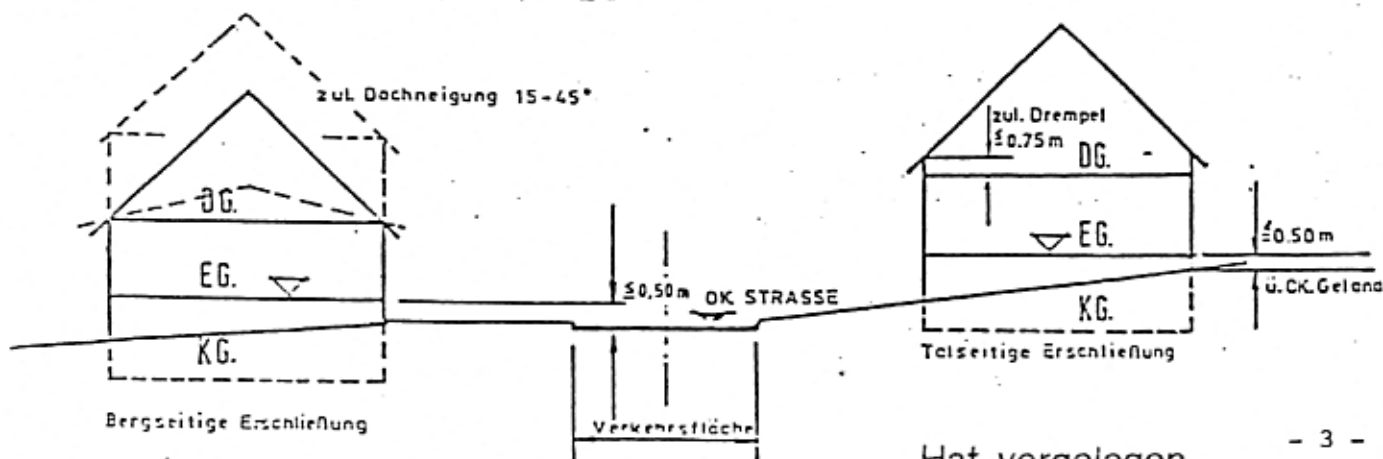 zul. Dachneigung 15-45°
DG.
EG.
KG.
Bergseitige Erschließung
≤0,50m
OK STRASSE
Verkehrsfläche
zul. Drempel
≤0.75m
DG.
EG.
KG.
≤0.50m
ü.OK.Geländ
Talseitige Erschließung
Hat vorgelegen
- 3 -